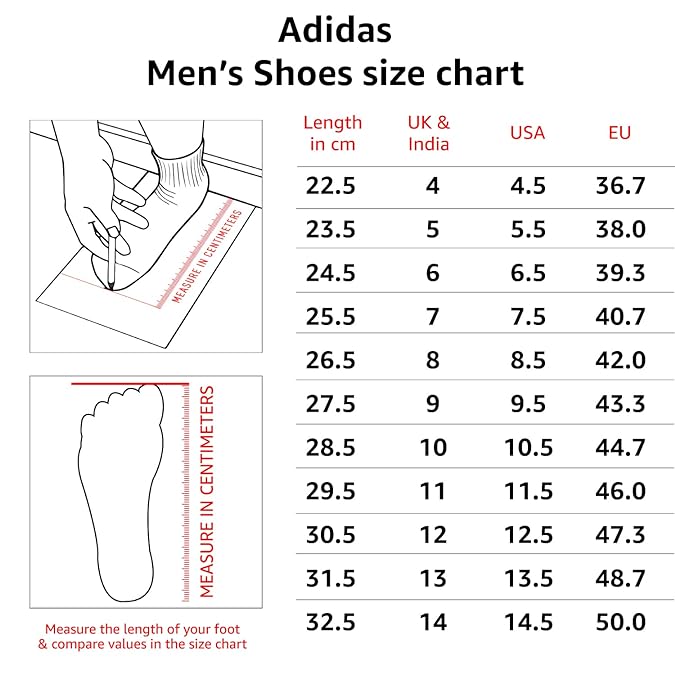 Adidas
Men's Shoes size chart
MEASURE IN CENTIMETERS
MEASURE IN CENTIMETERS
Measure the length of your foot
& compare values in the size chart
Length in cm UK & India USA EU
22.5 4 4.5 36.7
23.5 5 5.5 38.0
24.5 6 6.5 39.3
25.5 7 7.5 40.7
26.5 8 8.5 42.0
27.5 9 9.5 43.3
28.5 10 10.5 44.7
29.5 11 11.5 46.0
30.5 12 12.5 47.3
31.5 13 13.5 48.7
32.5 14 14.5 50.0